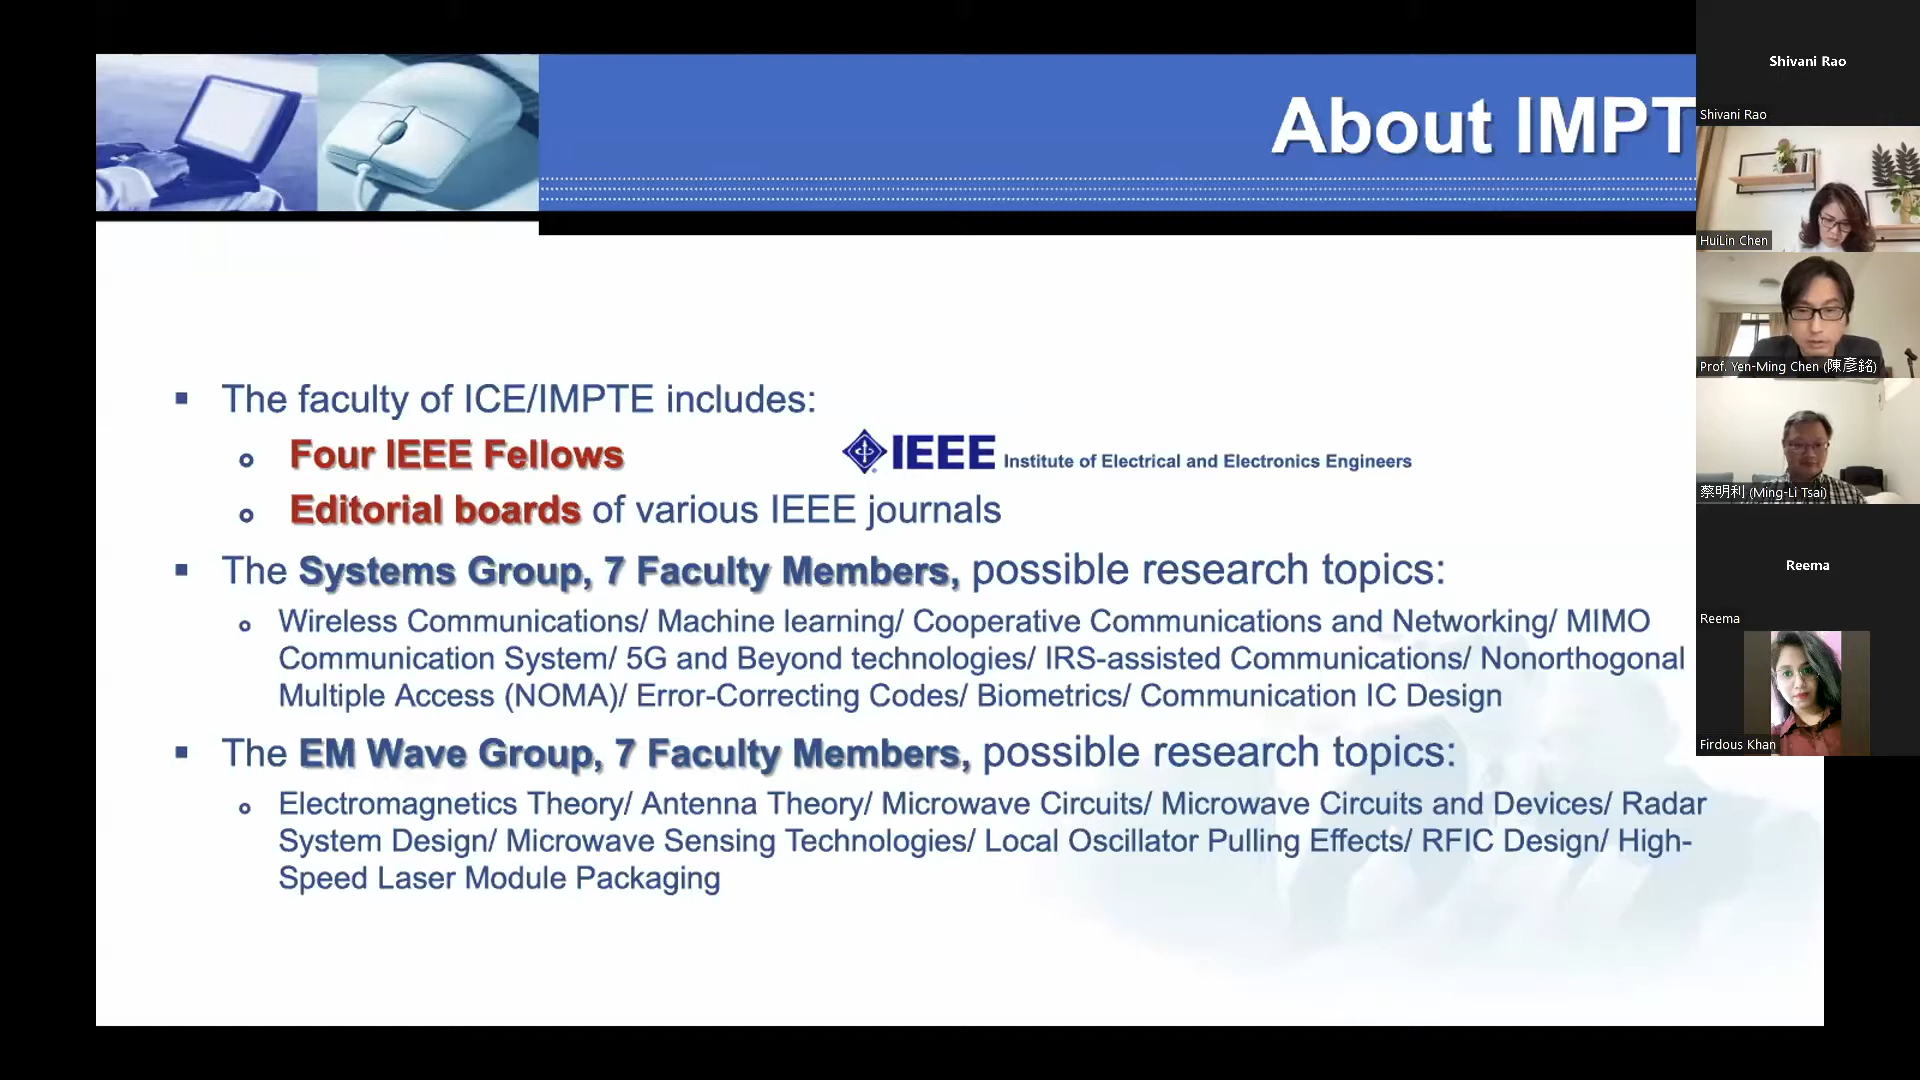 About IMPT
The faculty of ICE/IMPTE includes:
Four IEEE Fellows
IEEE Institute of Electrical and Electronics Engineers
Editorial boards of various IEEE journals
The Systems Group, 7 Faculty Members, possible research topics:
Wireless Communications/ Machine learning/ Cooperative Communications and Networking/ MIMO
Communication System/ 5G and Beyond technologies/ IRS-assisted Communications/ Nonorthogonal
Multiple Access (NOMA)/ Error-Correcting Codes/ Biometrics/ Communication IC Design
The EM Wave Group, 7 Faculty Members, possible research topics:
Electromagnetics Theory/ Antenna Theory/ Microwave Circuits/ Microwave Circuits and Devices/ Radar
System Design/ Microwave Sensing Technologies/ Local Oscillator Pulling Effects/ RFIC Design/ High-
Speed Laser Module Packaging
Shivani Rao
Shivani Rao
HuiLin Chen
Prof. Yen-Ming Chen (陳彥銘)
蔡明利 (Ming-Li Tsai)
Reema
Reema
Firdous Khan